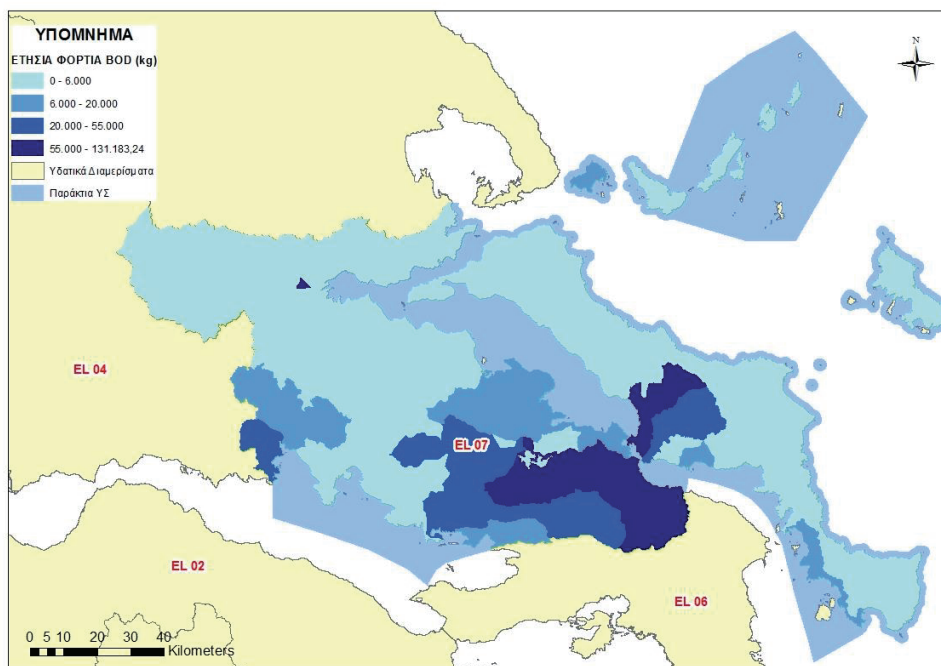 ΥΠΟΜΝΗΜΑ
ΕΤΗΣΙΑ ΦΟΡΤΙΑ BOD (kg)
0 - 6.000
6.000 - 20.000
20.000 - 55.000
55.000 - 131.183,24
Υδατικά Διαμερίσματα
Παράκτια ΥΣ
N
EL 04
EL 07
EL 02
EL 06
0 5 10 20 30 40
Kilometers